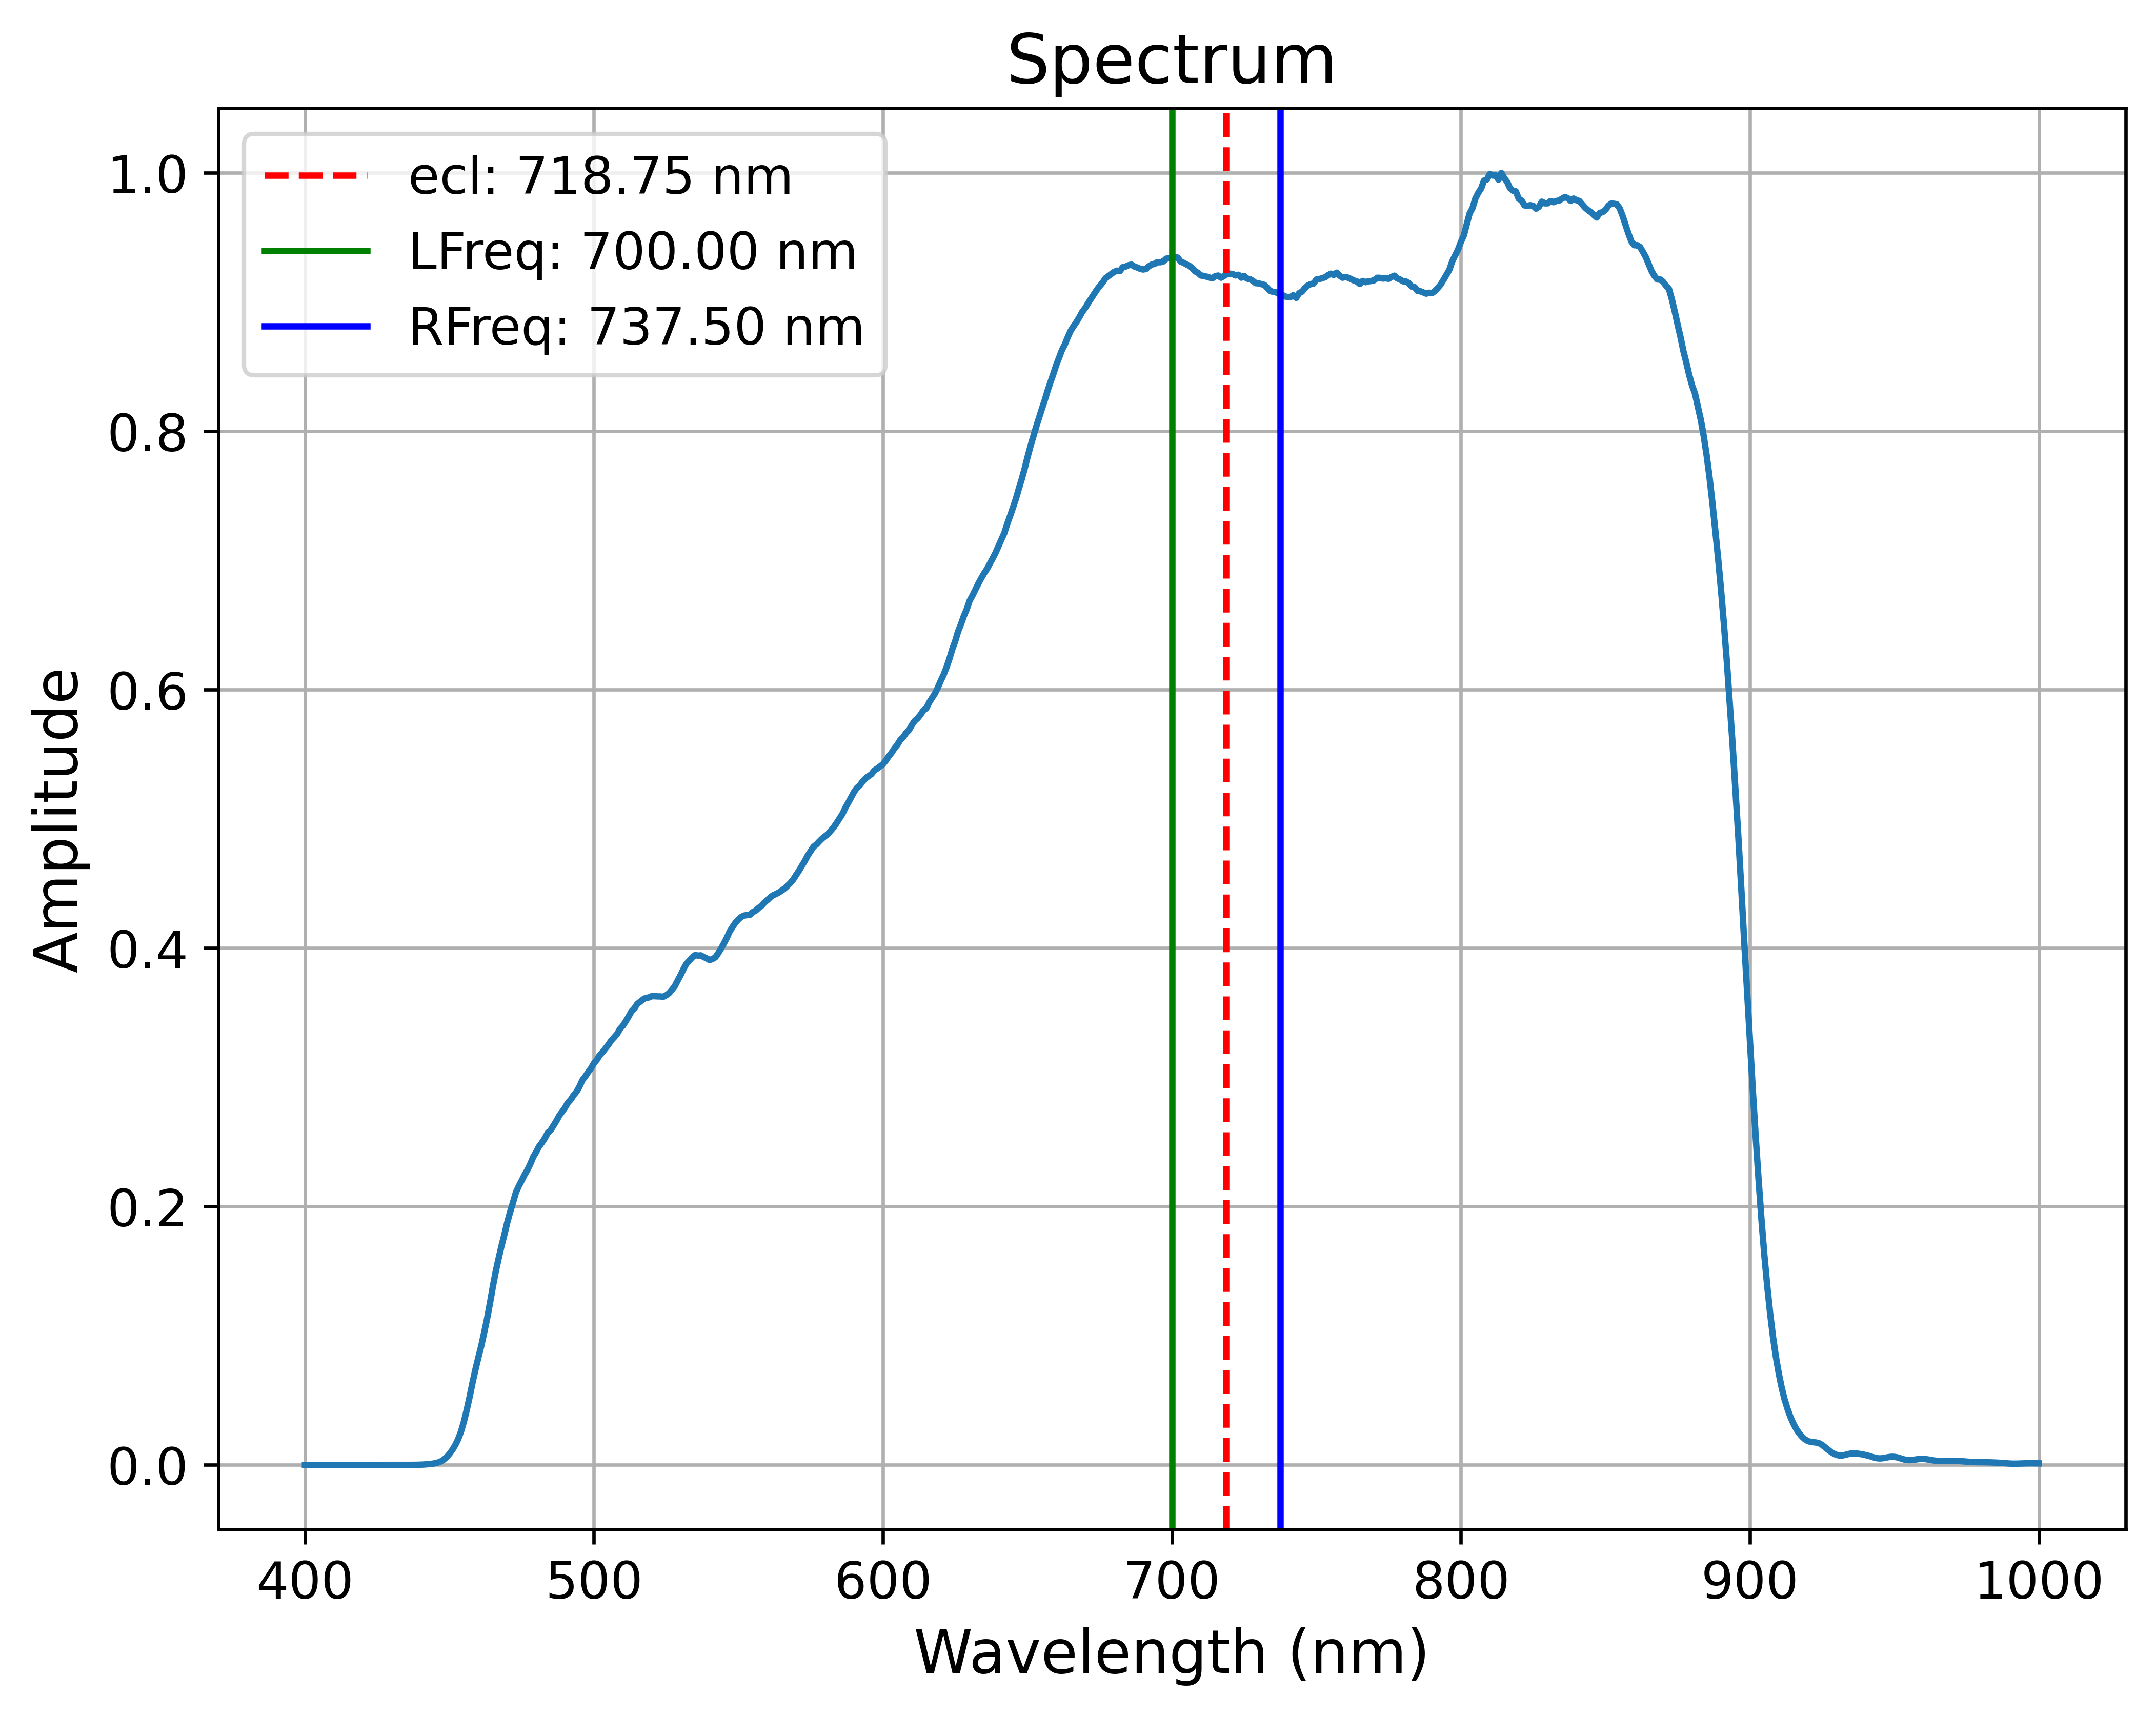 Spectrum
ecl: 718.75 nm
LFreq: 700.00 nm
RFreq: 737.50 nm
1.0
0.8
0.6
0.4
0.2
0.0
Amplitude
400 500 600 700 800 900 1000
Wavelength (nm)